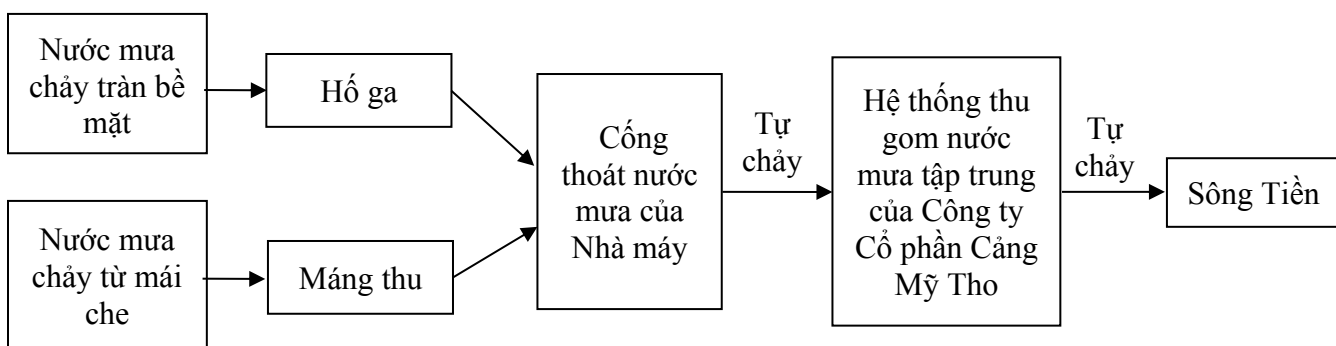 Nước mưa
chảy tràn bề
mặt
Hố ga
Nước mưa
chảy từ mái
che
Máng thu
Cống
thoát nước
mưa của
Nhà máy
Tự
chảy
Hệ thống thu
gom nước
mưa tập trung
của Công ty
Cổ phần Cảng
Mỹ Tho
Tự
chảy
Sông Tiền